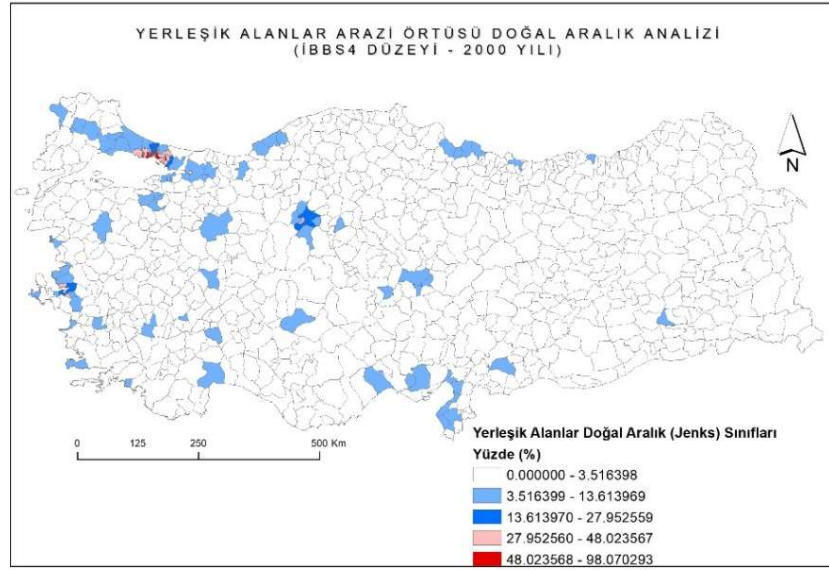 YERLEŞİK ALANLAR ARAZİ ÖRTÜSÜ DOĞAL ARALIK ANALİZİ
(İBBS4 DÜZEYİ - 2000 YILI)
N
0 125 250 500 Km
Yerleşik Alanlar Doğal Aralık (Jenks) Sınıfları
Yüzde (%)
0.000000 - 3.516398
3.516399 - 13.613969
13.613970 - 27.952559
27.952560 - 48.023567
48.023568 - 98.070293